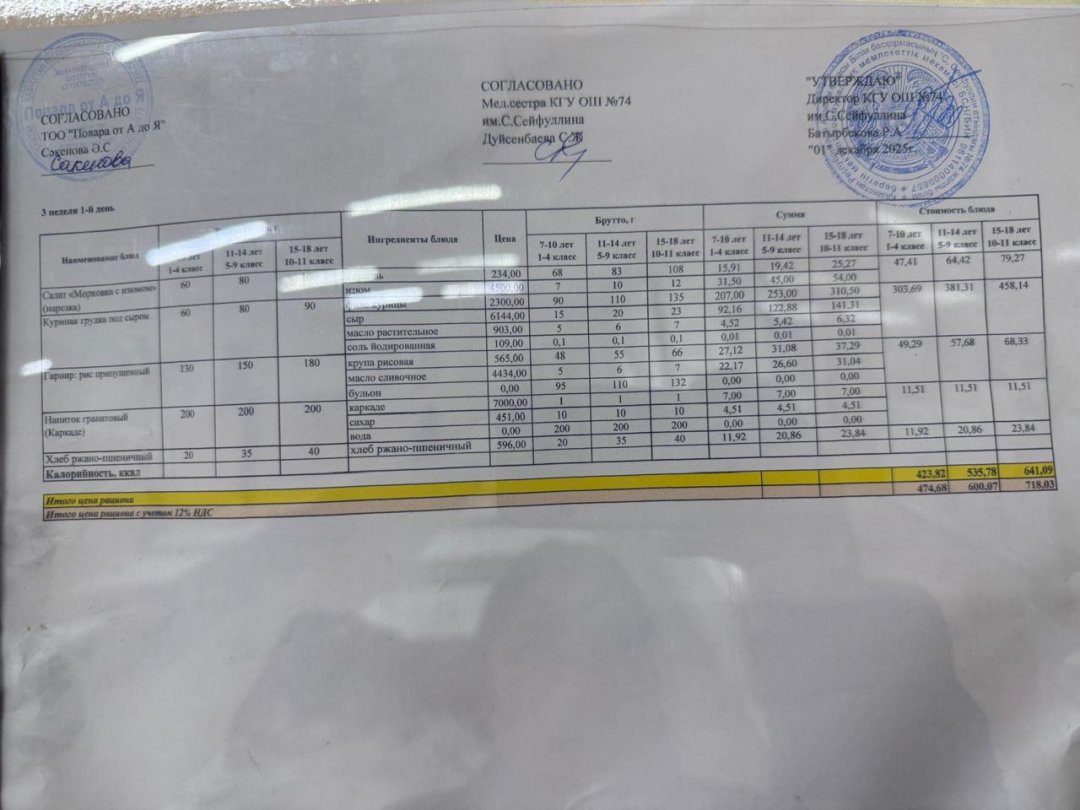 Повара от А до Я
СОГЛАСОВАНО
ТОО "Повара от А до Я"
Сакенова Ә.С
Сакенова
СОГЛАСОВАНО
Мед.сестра КГУ ОШ №74
им.С.Сейфуллина
Дуйсенбаева С.Ж
"УТВЕРЖДАЮ"
Директор КГУ ОШ №74
им.С.Сейфуллина
Батырбекова Р.А.
"01" декабря 2025г.
3 неделя 1-й день
Наименование блюд Ингредиенты блюда Цена Брутто, г Сумма Стоимость блюда
7-10 лет 1-4 класс 11-14 лет 5-9 класс 15-18 лет 10-11 класс 7-10 лет 1-4 класс 11-14 лет 5-9 класс 15-18 лет 10-11 класс 7-10 лет 1-4 класс 11-14 лет 5-9 класс 15-18 лет 10-11 класс 7-10 лет 1-4 класс 11-14 лет 5-9 класс 15-18 лет 10-11 класс
Салат «Морковка с изюмом» (нарезка) 60 80 100 234,00 68 83 108 15,91 19,42 25,27 47,41 64,42 79,27
изюм 4500,00 7 10 12 31,50 45,00 54,00
Куриная грудка под сыром 60 80 90 курицы 2300,00 90 110 135 207,00 253,00 310,50 303,69 381,31 458,14
сыр 6144,00 15 20 23 92,16 122,88 141,31
масло растительное 903,00 5 6 7 4,52 5,42 6,32
соль йодированная 109,00 0,1 0,1 0,1 0,01 0,01 0,01
Гарнир: рис припущенный 130 150 180 крупа рисовая 565,00 48 55 66 27,12 31,08 37,29 49,29 57,68 68,33
масло сливочное 4434,00 5 6 7 22,17 26,60 31,04
бульон 0,00 95 110 132 0,00 0,00 0,00
Напиток гранатовый (Каркаде) 200 200 200 каркаде 7000,00 1 1 1 7,00 7,00 7,00 11,51 11,51 11,51
сахар 451,00 10 10 10 4,51 4,51 4,51
вода 0,00 200 200 200 0,00 0,00 0,00
Хлеб ржано-пшеничный 20 35 40 хлеб ржано-пшеничный 596,00 20 35 40 11,92 20,86 23,84 11,92 20,86 23,84
Калорийность, ккал
Итого цена рациона 423,82 535,78 641,09
Итого цена рациона с учетом 12% НДС 474,68 600,07 718,03